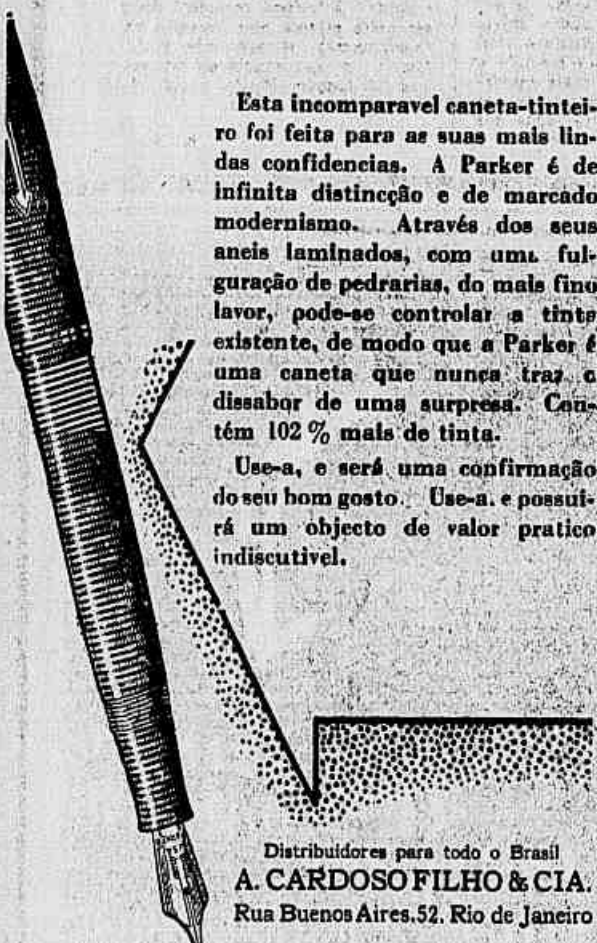 Esta incomparavel caneta-tintei-
ro foi feita para as suas mais lin-
das confidencias. A Parker é de
infinita distincção e de marcado
modernismo. Através dos seus
aneis laminados, com uma ful-
guração de pedrarias, do mais fino
lavor, pode-se controlar a tinta
existente, de modo que a Parker é
uma caneta que nunca traz o
dissabor de uma surpresa. Con-
têm 102 % mais de tinta.
Use-a, e será uma confirmação
do seu bom gosto. Use-a, e possui-
rá um objecto de valor pratico
indiscutivel.
Distribuidores para todo o Brasil
A. CARDOSO FILHO & CIA.
Rua Buenos Aires, 52. Rio de Janeiro